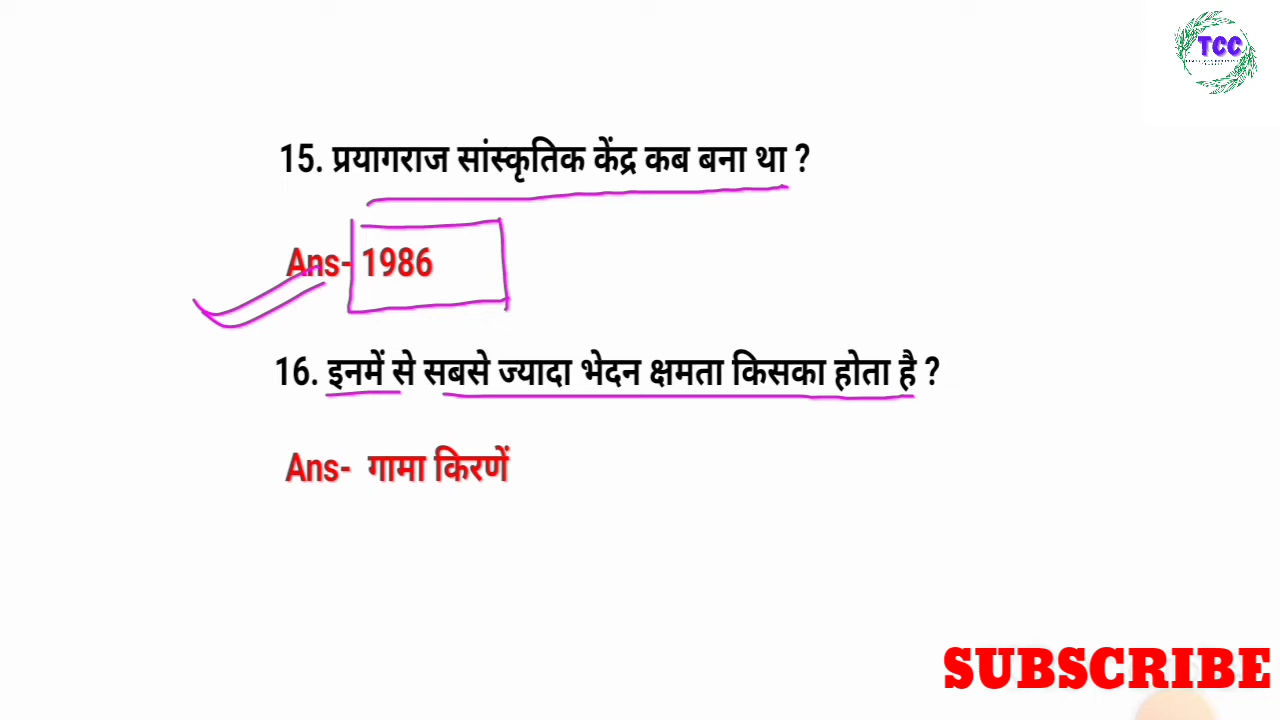 TCC
15. प्रयागराज सांस्कृतिक केंद्र कब बना था ?
Ans- 1986
16. इनमें से सबसे ज्यादा भेदन क्षमता किसका होता है ?
Ans- गामा किरणें
SUBSCRIBE